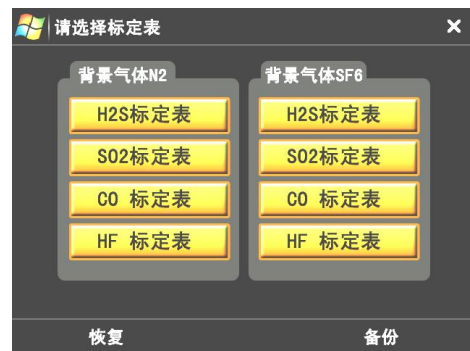 请选择标定表
背景气体N2
背景气体SF6
H2S标定表
H2S标定表
SO2标定表
SO2标定表
CO 标定表
CO 标定表
HF 标定表
HF 标定表
恢复
备份